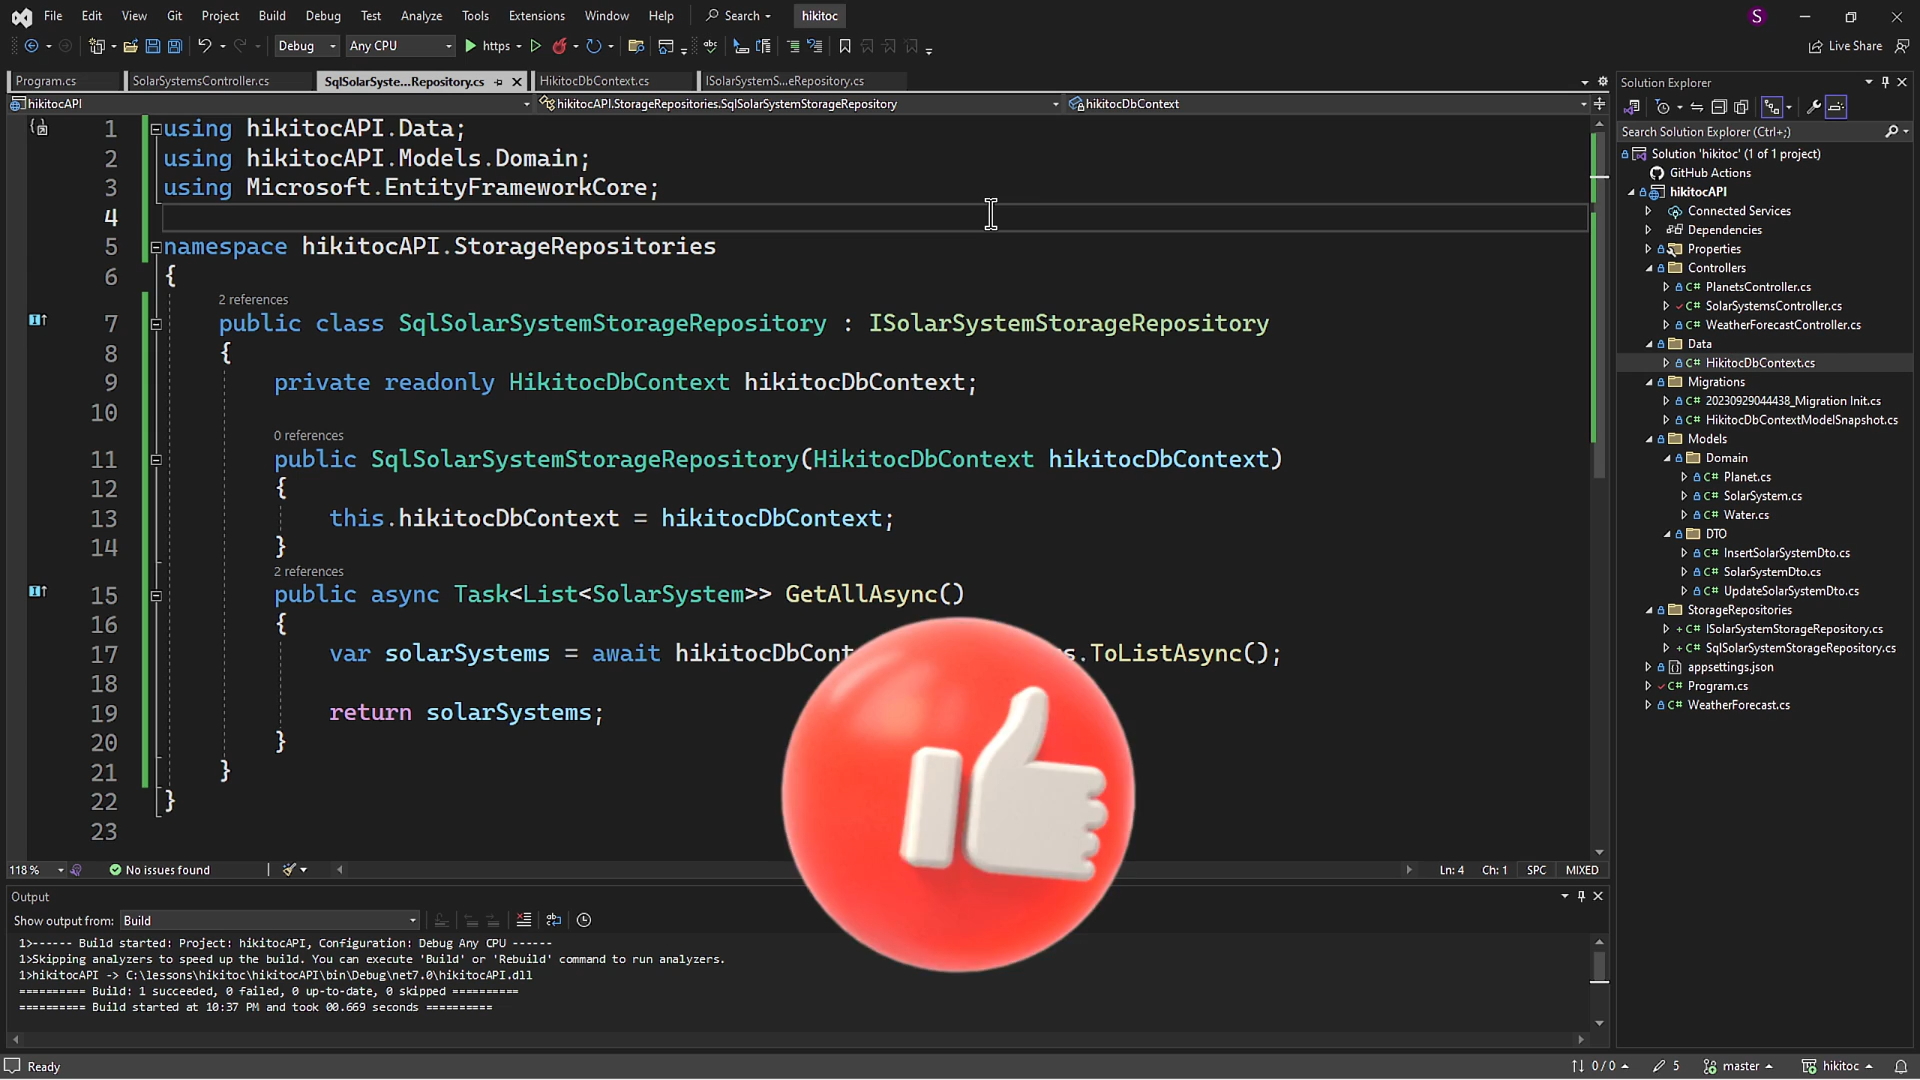 File Edit View Git Project Build Debug Test Analyze Tools Extensions Window Help Search hikitoc S
Debug Any CPU https Live Share
Program.cs SolarSystemsController.cs SqlSolarSyste...Repository.cs HikitocDbContext.cs ISolarSystemS...eRepository.cs
hikitocAPI hikitocAPI.StorageRepositories.SqlSolarSystemStorageRepository hikitocDbContext
1 using hikitocAPI.Data;
2 using hikitocAPI.Models.Domain;
3 using Microsoft.EntityFrameworkCore;
4
5 namespace hikitocAPI.StorageRepositories
6 {
2 references
7 public class SqlSolarSystemStorageRepository : ISolarSystemStorageRepository
8 {
9 private readonly HikitocDbContext hikitocDbContext;
10
0 references
11 public SqlSolarSystemStorageRepository(HikitocDbContext hikitocDbContext)
12 {
13 this.hikitocDbContext = hikitocDbContext;
14 }
2 references
15 public async Task<List<SolarSystem>> GetAllAsync()
16 {
17 var solarSystems = await hikitocDbCont s.ToListAsync();
18
19 return solarSystems;
20 }
21 }
22 }
23
118 % No issues found Ln: 4 Ch: 1 SPC MIXED
Output
Show output from: Build
1>------ Build started: Project: hikitocAPI, Configuration: Debug Any CPU ------
1>Skipping analyzers to speed up the build. You can execute 'Build' or 'Rebuild' command to run analyzers.
1>hikitocAPI -> C:\lessons\hikitoc\hikitocAPI\bin\Debug\net7.0\hikitocAPI.dll
========== Build: 1 succeeded, 0 failed, 0 up-to-date, 0 skipped ==========
========== Build started at 10:37 PM and took 00.669 seconds ==========
Solution Explorer
Search Solution Explorer (Ctrl+;)
Solution 'hikitoc' (1 of 1 project)
GitHub Actions
hikitocAPI
Connected Services
Dependencies
Properties
Controllers
C# PlanetsController.cs
C# SolarSystemsController.cs
C# WeatherForecastController.cs
Data
C# HikitocDbContext.cs
Migrations
C# 20230929044438_Migration Init.cs
C# HikitocDbContextModelSnapshot.cs
Models
Domain
C# Planet.cs
C# SolarSystem.cs
C# Water.cs
DTO
C# InsertSolarSystemDto.cs
C# SolarSystemDto.cs
C# UpdateSolarSystemDto.cs
StorageRepositories
+ C# ISolarSystemStorageRepository.cs
+ C# SqlSolarSystemStorageRepository.cs
appsettings.json
C# Program.cs
C# WeatherForecast.cs
Ready 0 / 0 5 master hikitoc